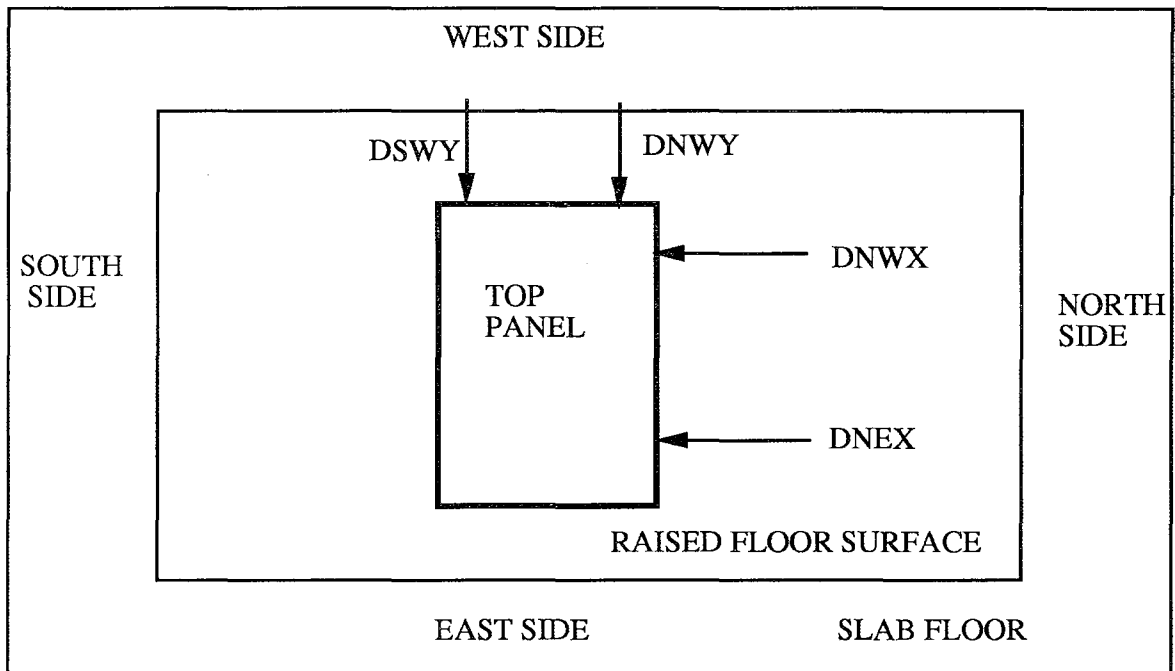 WEST SIDE
DSWY
DNWY
SOUTH
SIDE
DNWX
TOP
PANEL
NORTH
SIDE
DNEX
RAISED FLOOR SURFACE
EAST SIDE
SLAB FLOOR